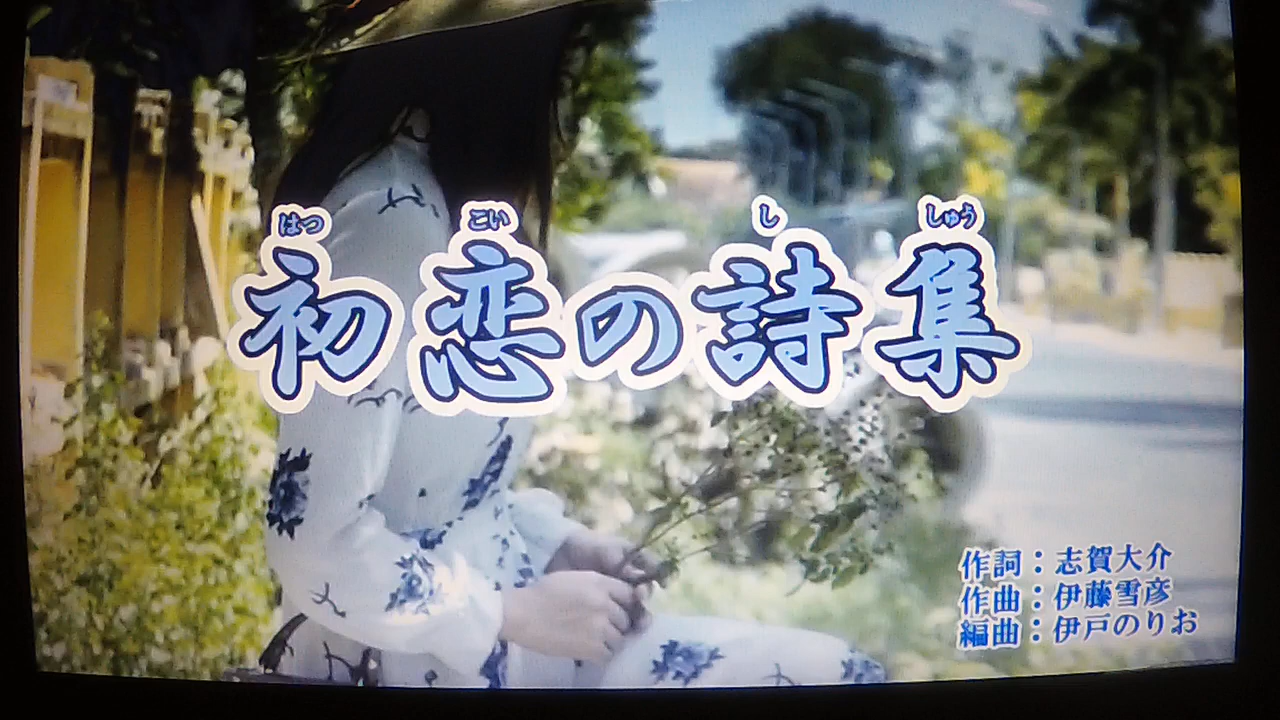 はつ こい し しゅう
初恋の詩集
作詞：志賀大介
作曲：伊藤雪彦
編曲：伊戸のりお